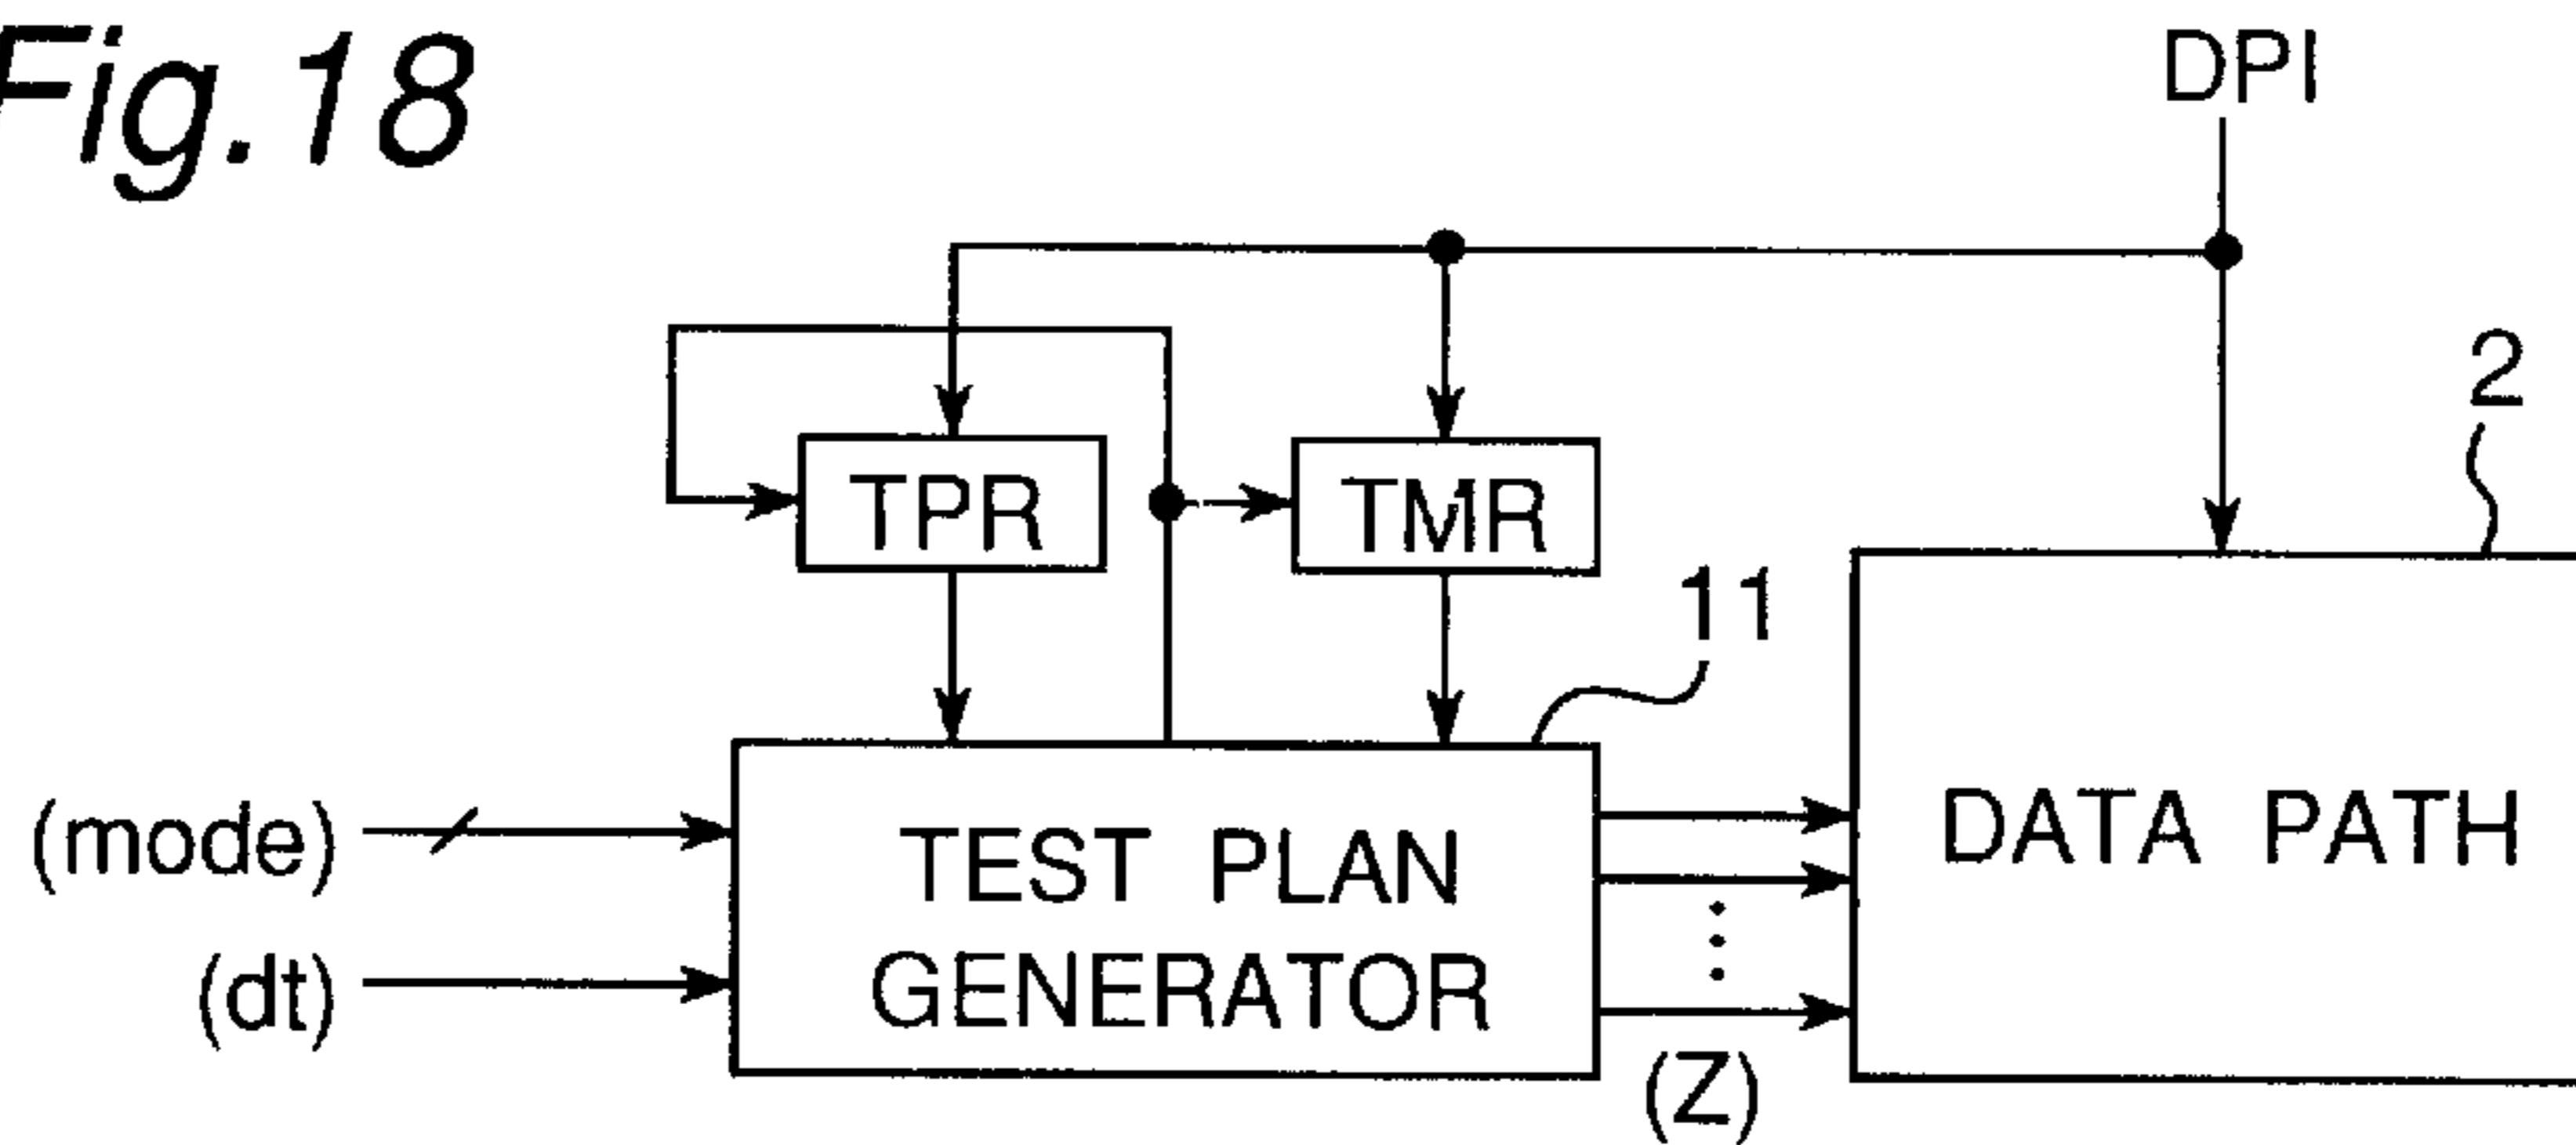 Fig.18
DPI
2
TPR
TMR
11
(mode)
TEST PLAN
GENERATOR
DATA PATH
(dt)
(Z)